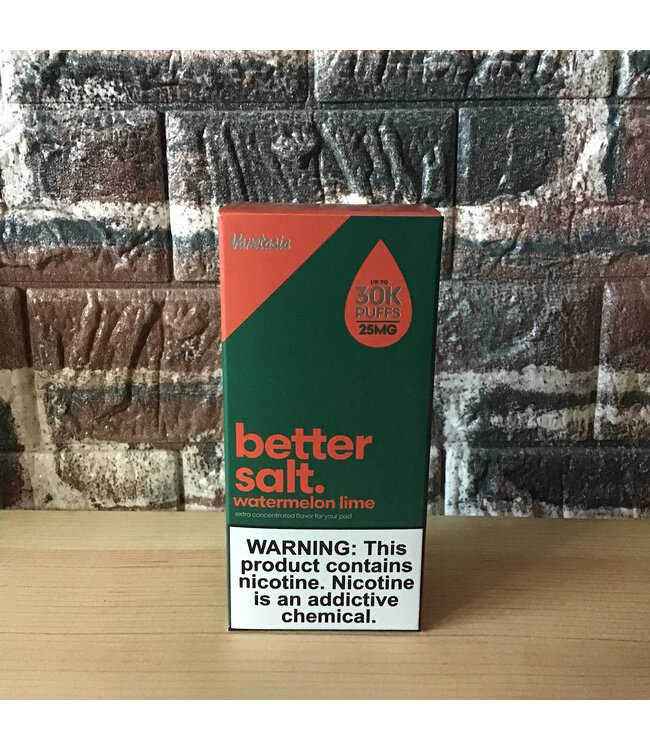 Vapetasia
UP TO
30K
PUFFS
25MG
better
salt.
watermelon lime
extra concentrated flavor for your pod
WARNING: This
product contains
nicotine. Nicotine
is an addictive
chemical.